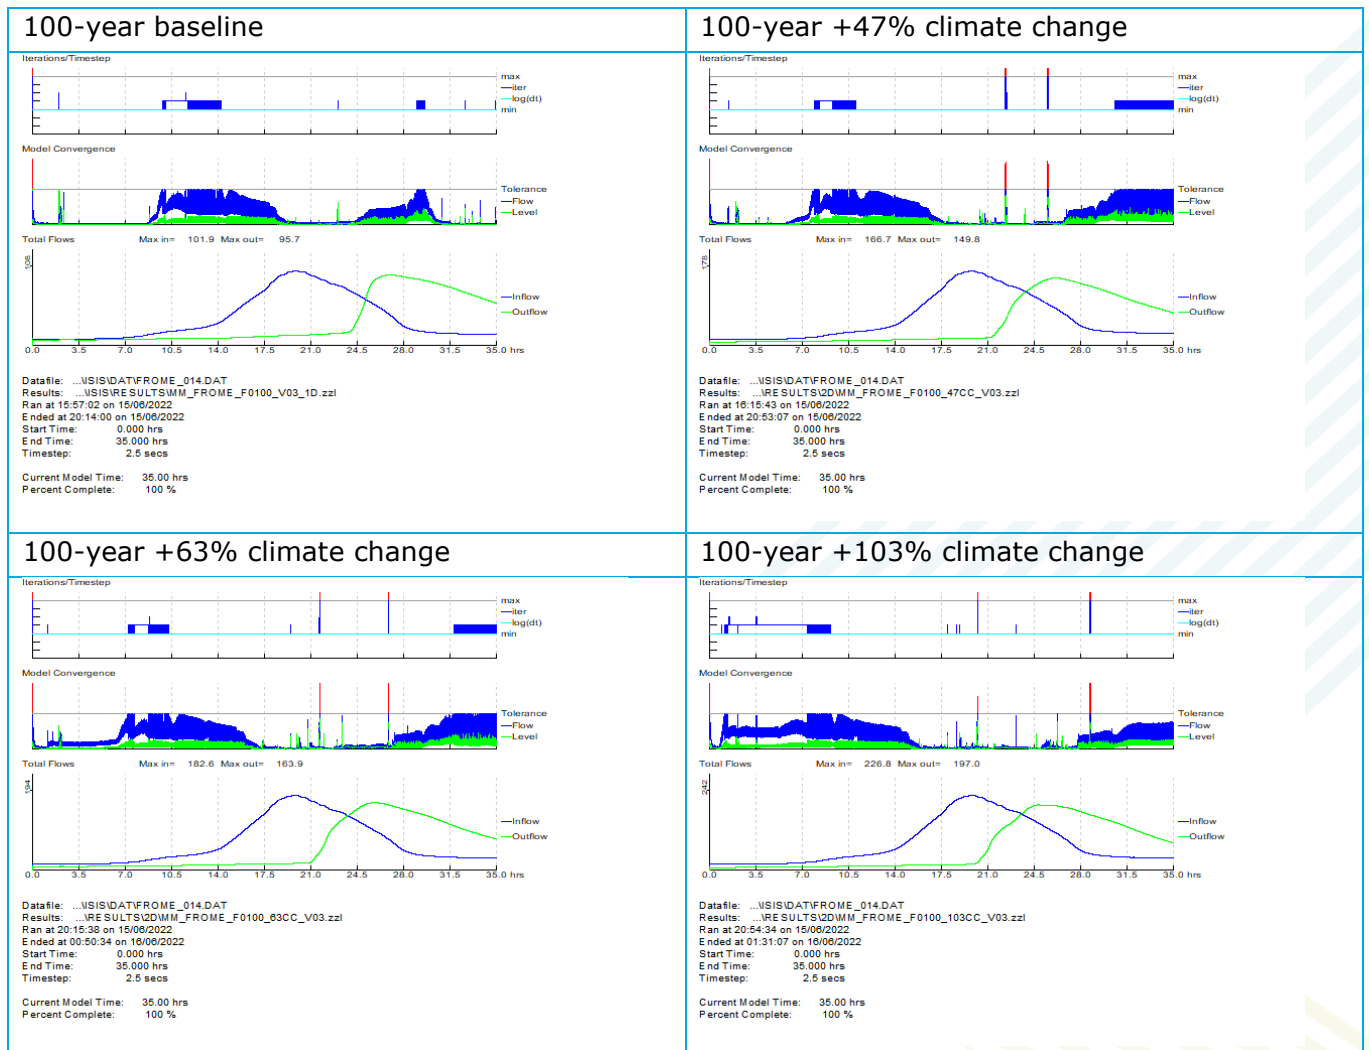 100-year baseline
Iterations/Timestep
max
iter
log(dt)
min
Model Convergence
Tolerance
Flow
Level
Total Flows Max in= 101.9 Max out= 95.7
108
Inflow
Outflow
0.0 3.5 7.0 10.5 14.0 17.5 21.0 24.5 28.0 31.5 35.0 hrs
Datafile: ...\ISIS\DAT\FROME_014.DAT
Results: ...\ISIS\RESULTS\MM_FROME_F0100_V03_1D.zzl
Ran at 15:57:02 on 15/06/2022
Ended at 20:14:00 on 15/06/2022
Start Time: 0.000 hrs
End Time: 35.000 hrs
Timestep: 2.5 secs
Current Model Time: 35.00 hrs
Percent Complete: 100 %
100-year +47% climate change
Iterations/Timestep
max
iter
log(dt)
min
Model Convergence
Tolerance
Flow
Level
Total Flows Max in= 166.7 Max out= 149.8
178
Inflow
Outflow
0.0 3.5 7.0 10.5 14.0 17.5 21.0 24.5 28.0 31.5 35.0 hrs
Datafile: ...\ISIS\DAT\FROME_014.DAT
Results: ...\RESULTS\2D\MM_FROME_F0100_47CC_V03.zzl
Ran at 16:15:43 on 15/06/2022
Ended at 20:53:07 on 15/06/2022
Start Time: 0.000 hrs
End Time: 35.000 hrs
Timestep: 2.5 secs
Current Model Time: 35.00 hrs
Percent Complete: 100 %
100-year +63% climate change
Iterations/Timestep
max
iter
log(dt)
min
Model Convergence
Tolerance
Flow
Level
Total Flows Max in= 182.6 Max out= 163.9
194
Inflow
Outflow
0.0 3.5 7.0 10.5 14.0 17.5 21.0 24.5 28.0 31.5 35.0 hrs
Datafile: ...\ISIS\DAT\FROME_014.DAT
Results: ...\RESULTS\2D\MM_FROME_F0100_63CC_V03.zzl
Ran at 20:15:38 on 15/06/2022
Ended at 00:50:34 on 16/06/2022
Start Time: 0.000 hrs
End Time: 35.000 hrs
Timestep: 2.5 secs
Current Model Time: 35.00 hrs
Percent Complete: 100 %
100-year +103% climate change
Iterations/Timestep
max
iter
log(dt)
min
Model Convergence
Tolerance
Flow
Level
Total Flows Max in= 226.8 Max out= 197.0
242
Inflow
Outflow
0.0 3.5 7.0 10.5 14.0 17.5 21.0 24.5 28.0 31.5 35.0 hrs
Datafile: ...\ISIS\DAT\FROME_014.DAT
Results: ...\RESULTS\2D\MM_FROME_F0100_103CC_V03.zzl
Ran at 20:54:34 on 15/06/2022
Ended at 01:31:07 on 16/06/2022
Start Time: 0.000 hrs
End Time: 35.000 hrs
Timestep: 2.5 secs
Current Model Time: 35.00 hrs
Percent Complete: 100 %